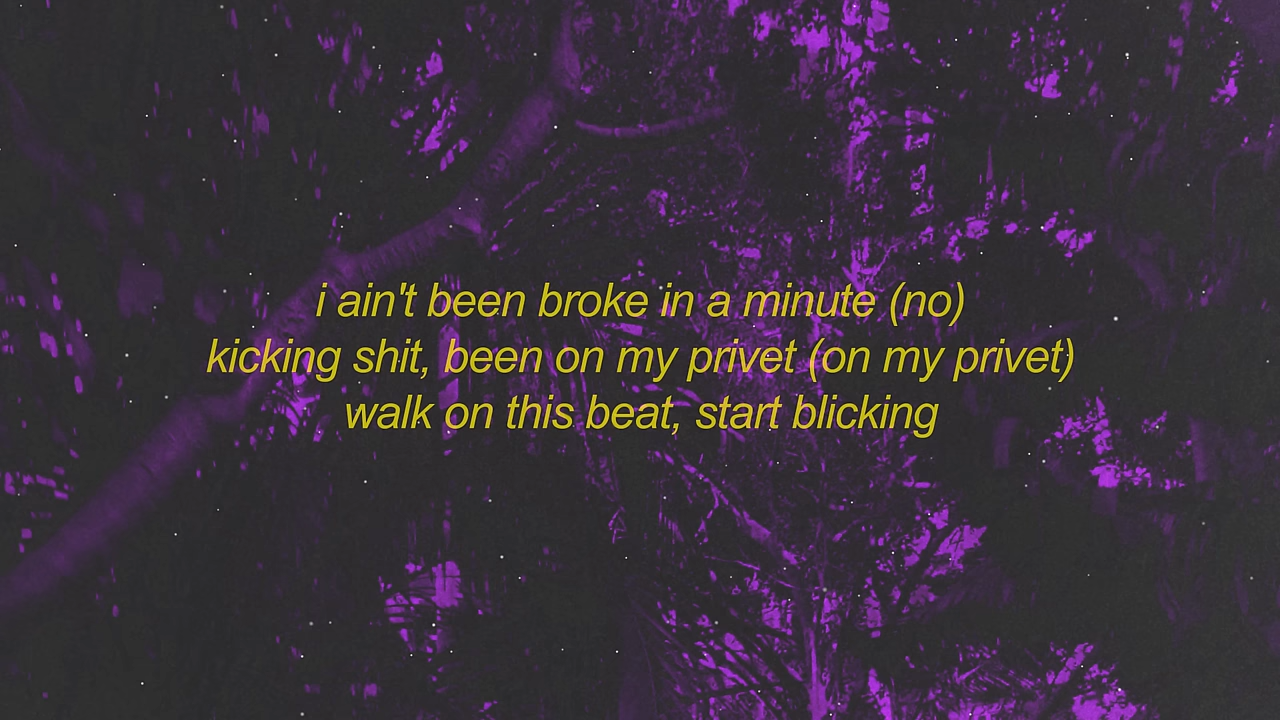 i ain't been broke in a minute (no)
kicking shit, been on my privet (on my privet)
walk on this beat, start blicking